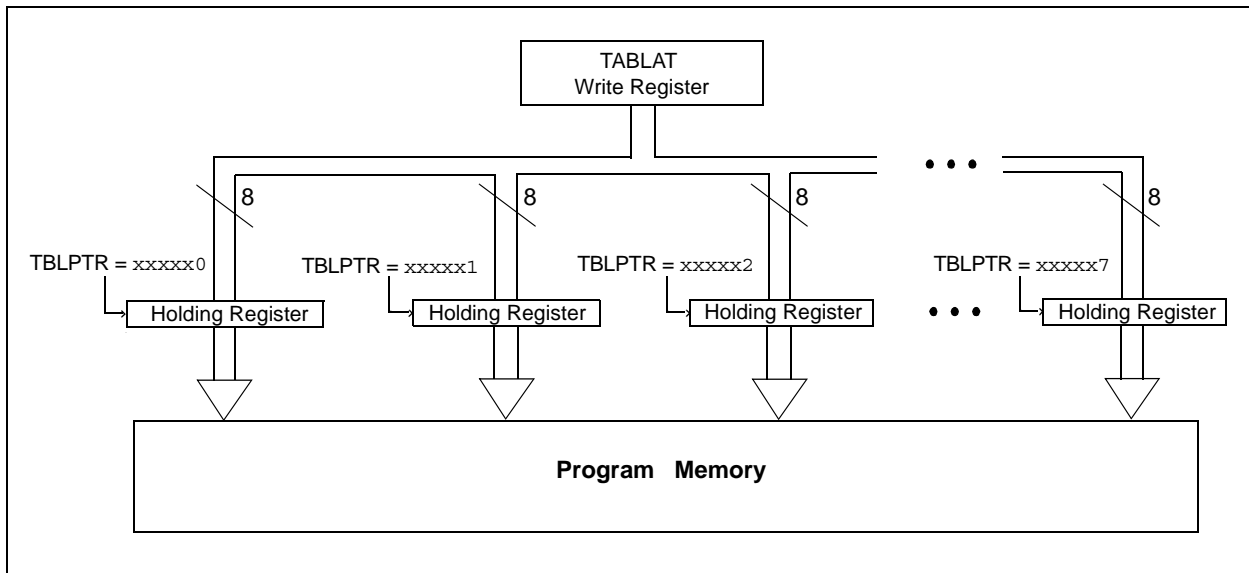 TABLAT
Write Register
8
8
8
8
TBLPTR = xxxxx0
TBLPTR = xxxxx1
TBLPTR = xxxxx2
TBLPTR = xxxxx7
Holding Register
Holding Register
Holding Register
Holding Register
Program Memory